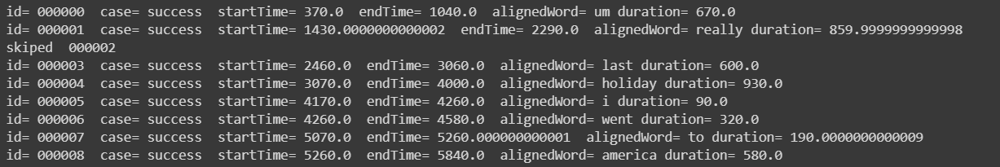 id= 000000  case= success  startTime= 370.0  endTime= 1040.0  alignedWord= um duration= 670.0
id= 000001  case= success  startTime= 1430.0000000000002  endTime= 2290.0  alignedWord= really duration= 859.9999999999998
skiped  000002
id= 000003  case= success  startTime= 2460.0  endTime= 3060.0  alignedWord= last duration= 600.0
id= 000004  case= success  startTime= 3070.0  endTime= 4000.0  alignedWord= holiday duration= 930.0
id= 000005  case= success  startTime= 4170.0  endTime= 4260.0  alignedWord= i duration= 90.0
id= 000006  case= success  startTime= 4260.0  endTime= 4580.0  alignedWord= went duration= 320.0
id= 000007  case= success  startTime= 5070.0  endTime= 5260.000000000001  alignedWord= to duration= 190.0000000000009
id= 000008  case= success  startTime= 5260.0  endTime= 5840.0  alignedWord= america duration= 580.0